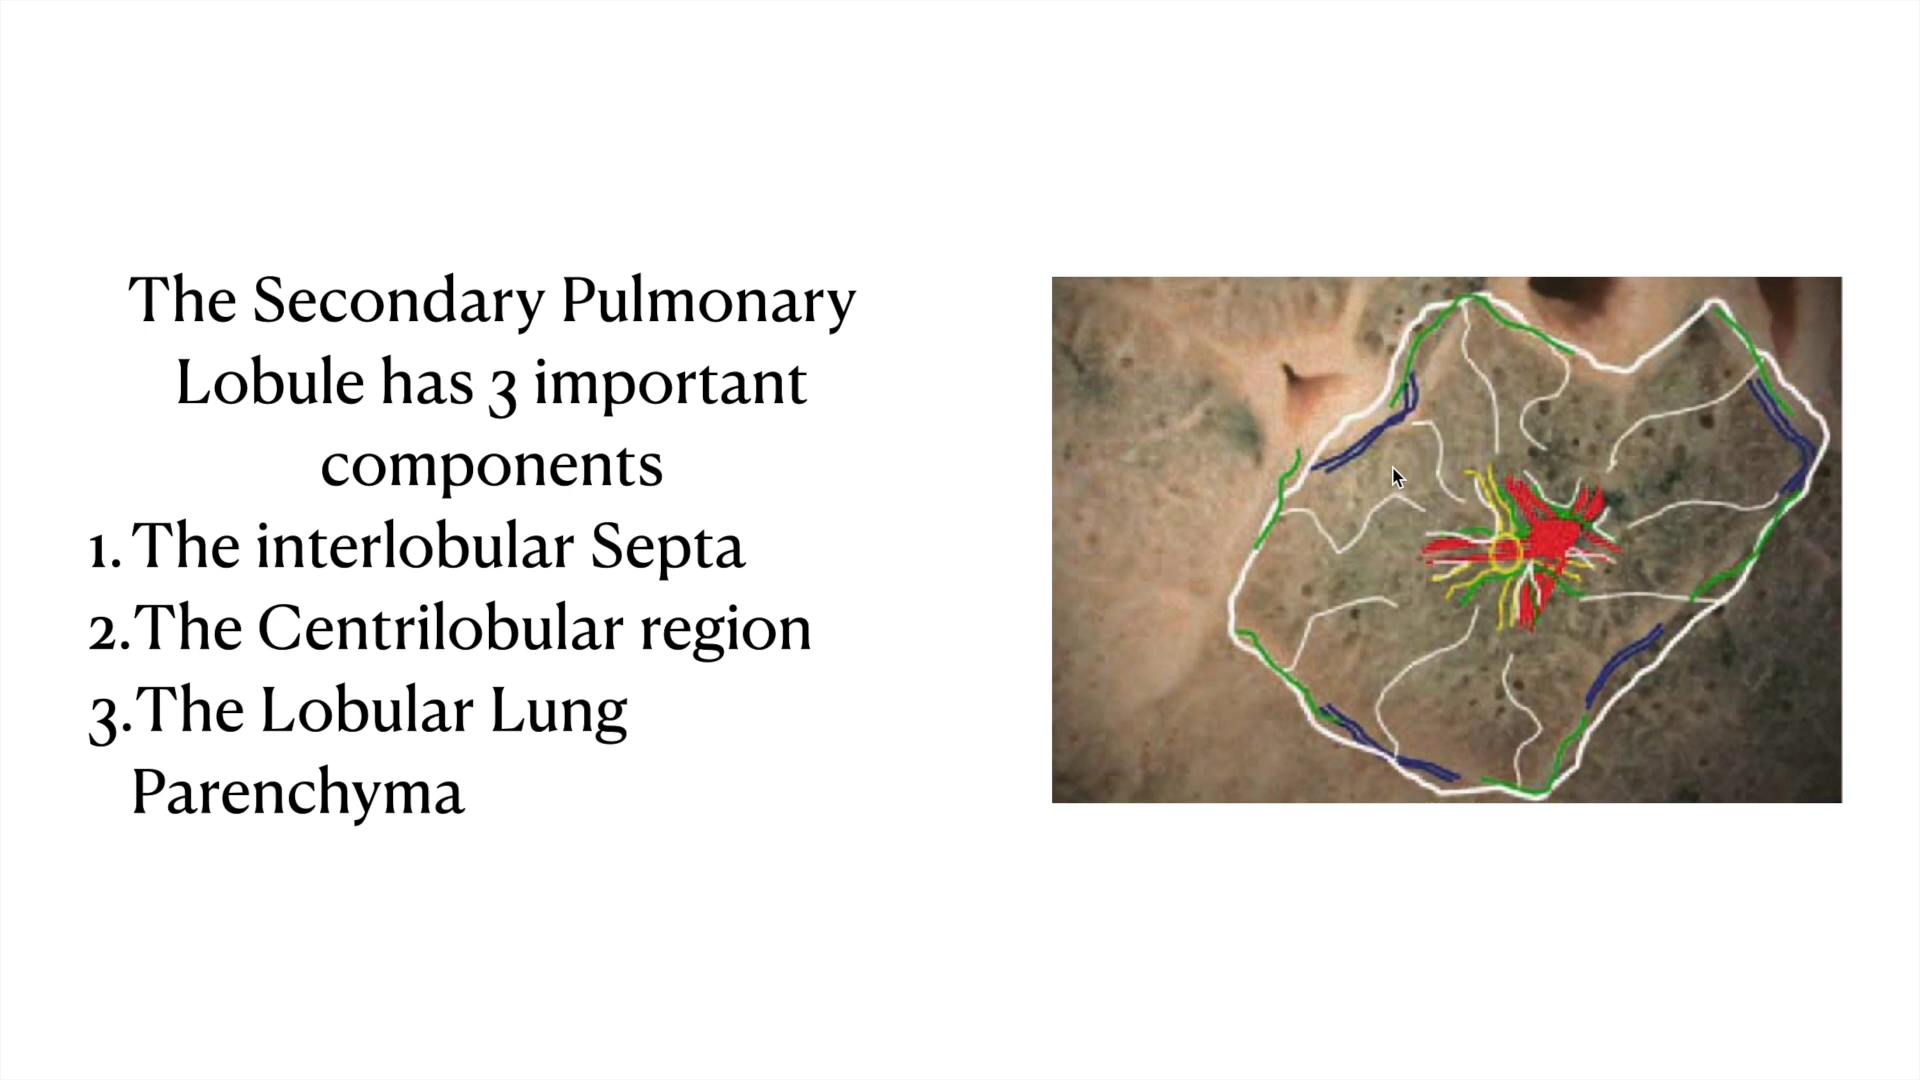 The Secondary Pulmonary
Lobule has 3 important
components
1. The interlobular Septa
2.The Centrilobular region
3.The Lobular Lung
Parenchyma